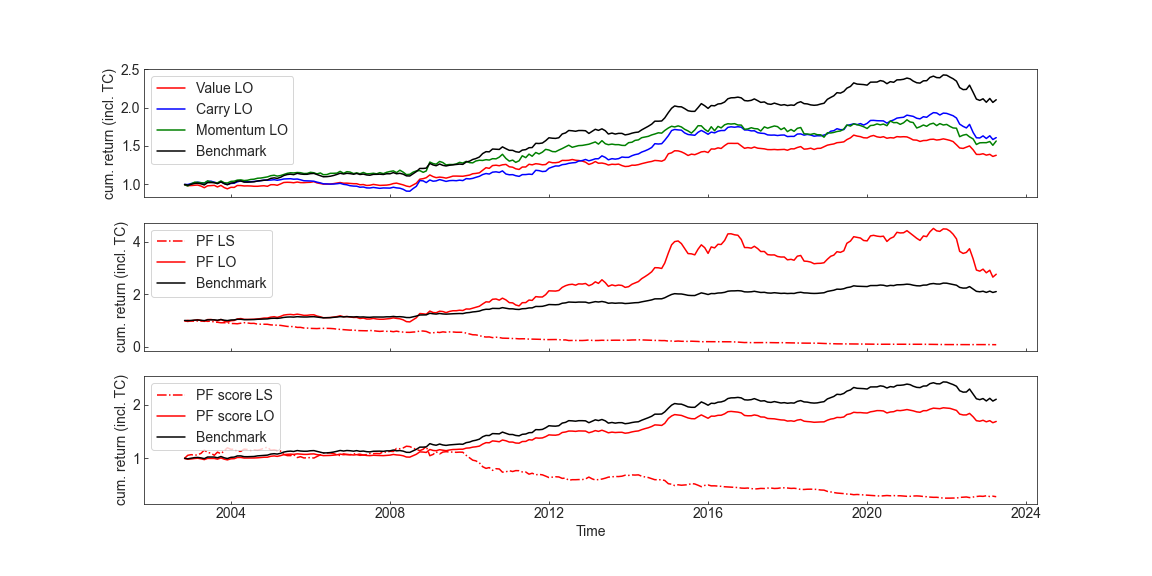 cum. return (incl. TC)
2.5
2.0
1.5
1.0
Value LO
Carry LO
Momentum LO
Benchmark
cum. return (incl. TC)
4
2
0
PF LS
PF LO
Benchmark
cum. return (incl. TC)
2
1
PF score LS
PF score LO
Benchmark
2004 2008 2012 2016 2020 2024
Time